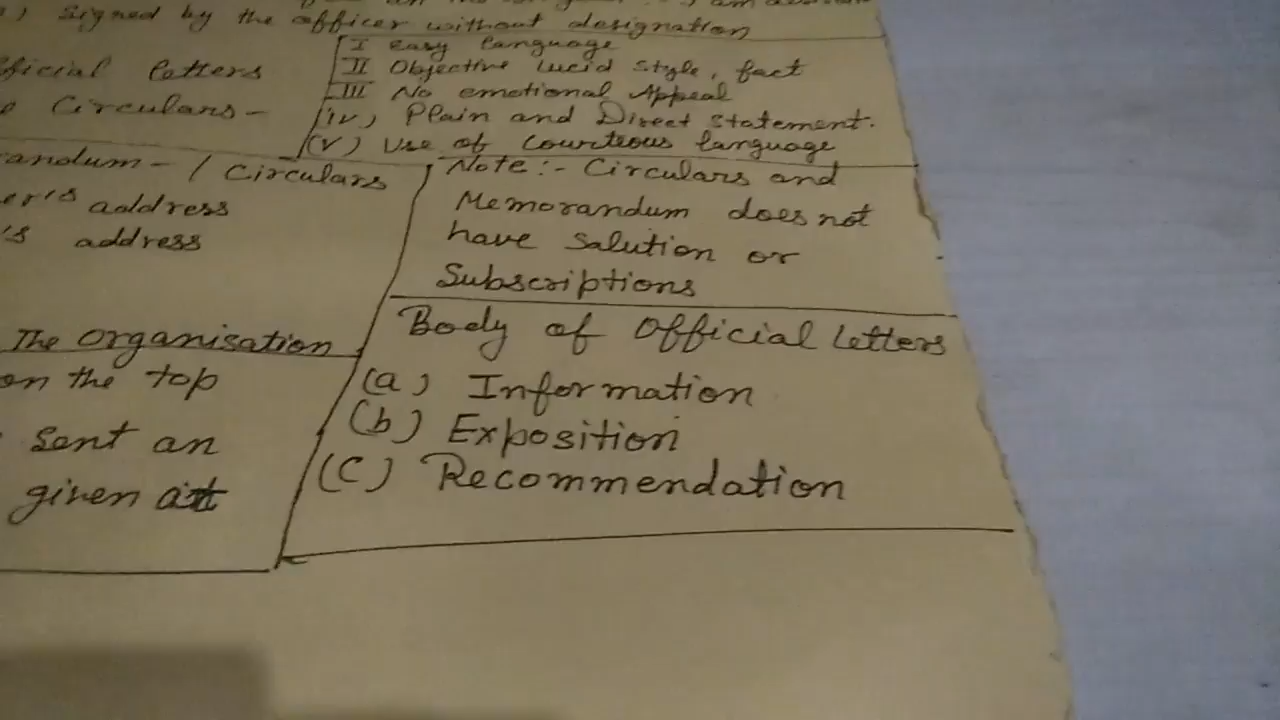 ) Signed by the officer without designation
I easy language
ficial letters
II Objective lucid style, fact
III No emotional Appeal
Circulars -
(iv) Plain and Direct statement.
(v) Use of Courteous language
andum - / Circulars
Note :- Circulars and
er's address
Memorandum does not
's address
have Salution or
Subscriptions
Body of Official Letters
The Organisation
on the top
(a) Information
(b) Exposition
Sent an
(c) Recommendation
given at